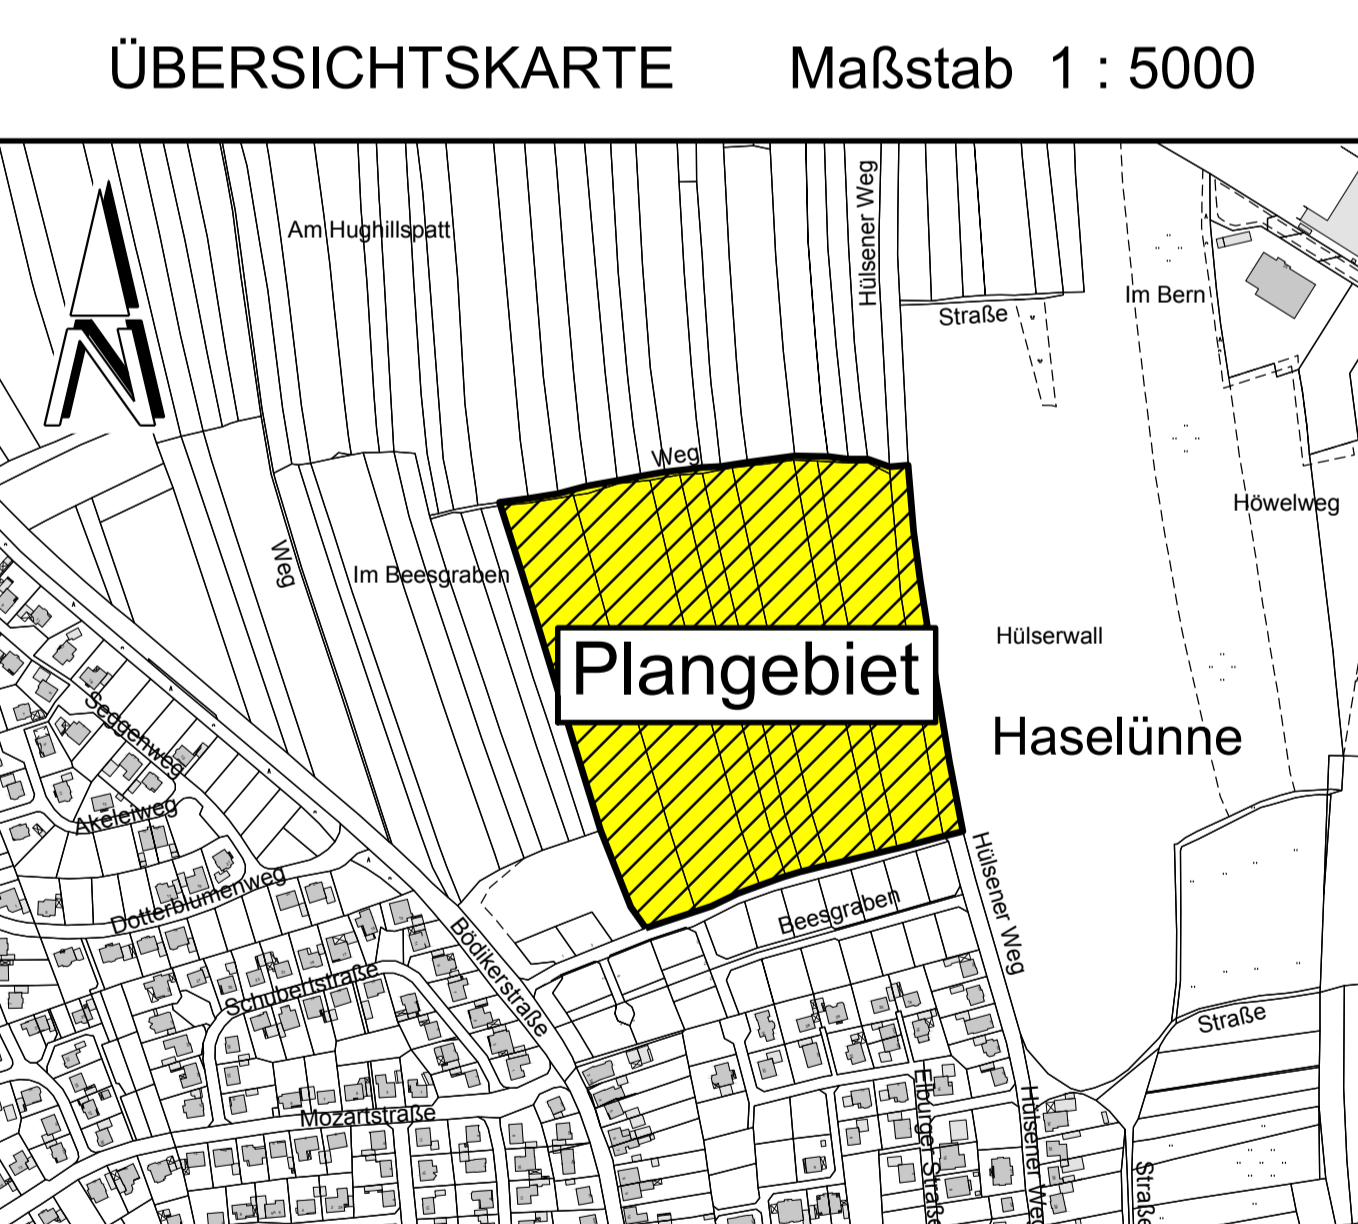 ÜBERSICHTSKARTE Maßstab 1 : 5000
Am Hughillspatt
Hülsener Weg
Straße
Im Bern
N
Weg
Höwelweg
Weg
Im Beesgraben
Hülserwall
Plangebiet
Haselünne
Seggenweg
Akeleiweg
Dotterblumenweg
Beesgraben
Hülsener Weg
Bödikerstraße
Schubertstraße
Straße
Mozartstraße
Elburger Straße
Hülsener Weg
Straße